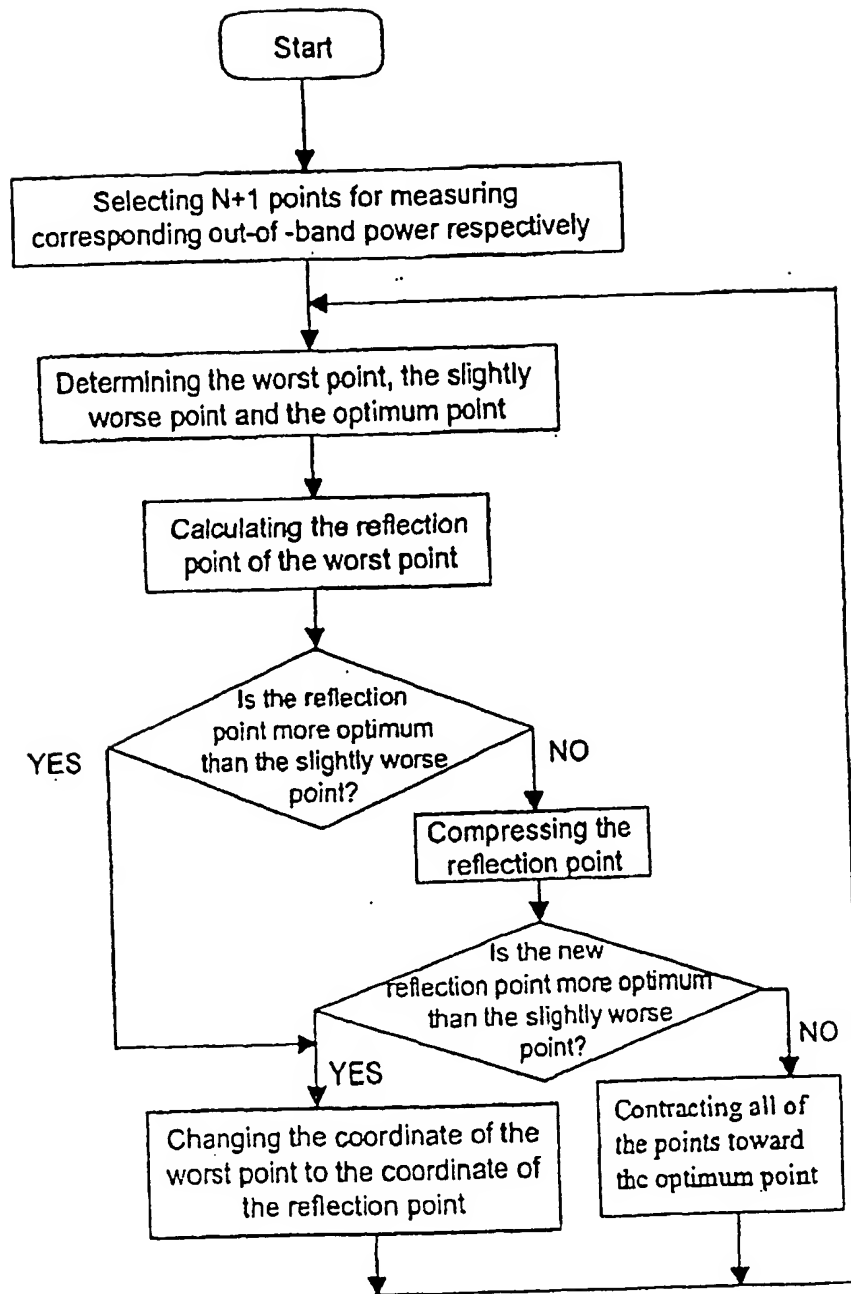 Start
Selecting N+1 points for measuring
corresponding out-of -band power respectively
Determining the worst point, the slightly
worse point and the optimum point
Calculating the reflection
point of the worst point
Is the reflection
point more optimum
than the slightly worse
point?
YES
NO
Compressing the
reflection point
Is the new
reflection point more optimum
than the slightly worse
point?
NO
YES
Changing the coordinate of the
worst point to the coordinate of
the reflection point
Contracting all of
the points toward
the optimum point